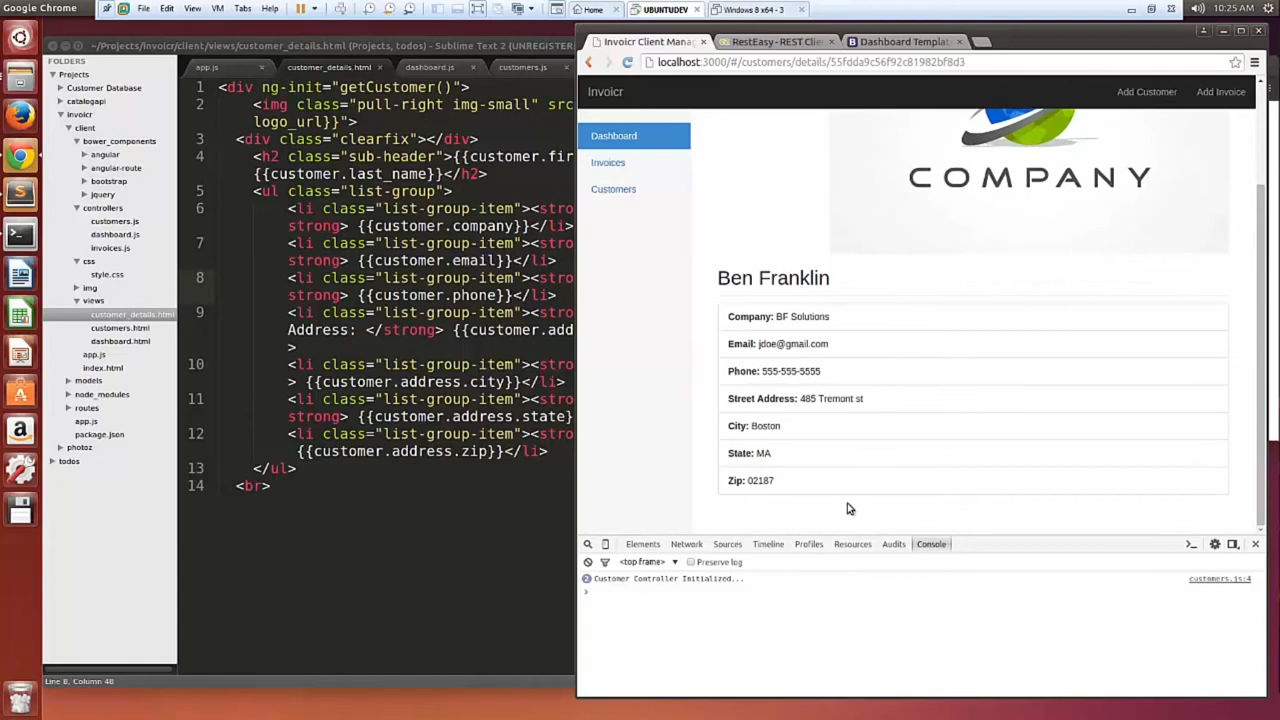 Google Chrome File Edit View VM Tabs Help Home UBUNTUDEV Windows 8 x64 - 3 10:25 AM
~/Projects/Invoicr/client/views/customer_details.html (Projects, todos) - Sublime Text 2 (UNREGISTER
FOLDERS
Projects
Customer Database
catalogapi
Invoicr
client
bower_components
angular
angular-route
bootstrap
jquery
controllers
customers.js
dashboard.js
invoices.js
css
style.css
img
views
customer_details.html
customers.html
dashboard.html
app.js
index.html
models
node_modules
routes
app.js
package.json
photoz
todos
app.js customer_details.html dashboard.js customers.js
1 <div ng-init="getCustomer()">
2 <img class="pull-right img-small" src
logo_url}}">
3 <div class="clearfix"></div>
4 <h2 class="sub-header">{{customer.fir
{{customer.last_name}}</h2>
5 <ul class="list-group">
6 <li class="list-group-item"><stro
strong> {{customer.company}}</li>
7 <li class="list-group-item"><stro
strong> {{customer.email}}</li>
8 <li class="list-group-item"><stro
strong> {{customer.phone}}</li>
9 <li class="list-group-item"><stro
Address: </strong> {{customer.add
>
10 <li class="list-group-item"><stro
> {{customer.address.city}}</li>
11 <li class="list-group-item"><stro
strong> {{customer.address.state}
12 <li class="list-group-item"><stro
{{customer.address.zip}}</li>
13 </ul>
14 <br>
Line 8, Column 48
Invoicr Client Mana RestEasy - REST Clie Dashboard Templat
localhost:3000/#/customers/details/55fdda9c56f92c81982bf8d3
Invoicr Add Customer Add Invoice
Dashboard
Invoices
Customers
COMPANY
Ben Franklin
Company: BF Solutions
Email: jdoe@gmail.com
Phone: 555-555-5555
Street Address: 485 Tremont st
City: Boston
State: MA
Zip: 02187
Elements Network Sources Timeline Profiles Resources Audits Console
<top frame> Preserve log
2 Customer Controller Initialized... customers.js:4